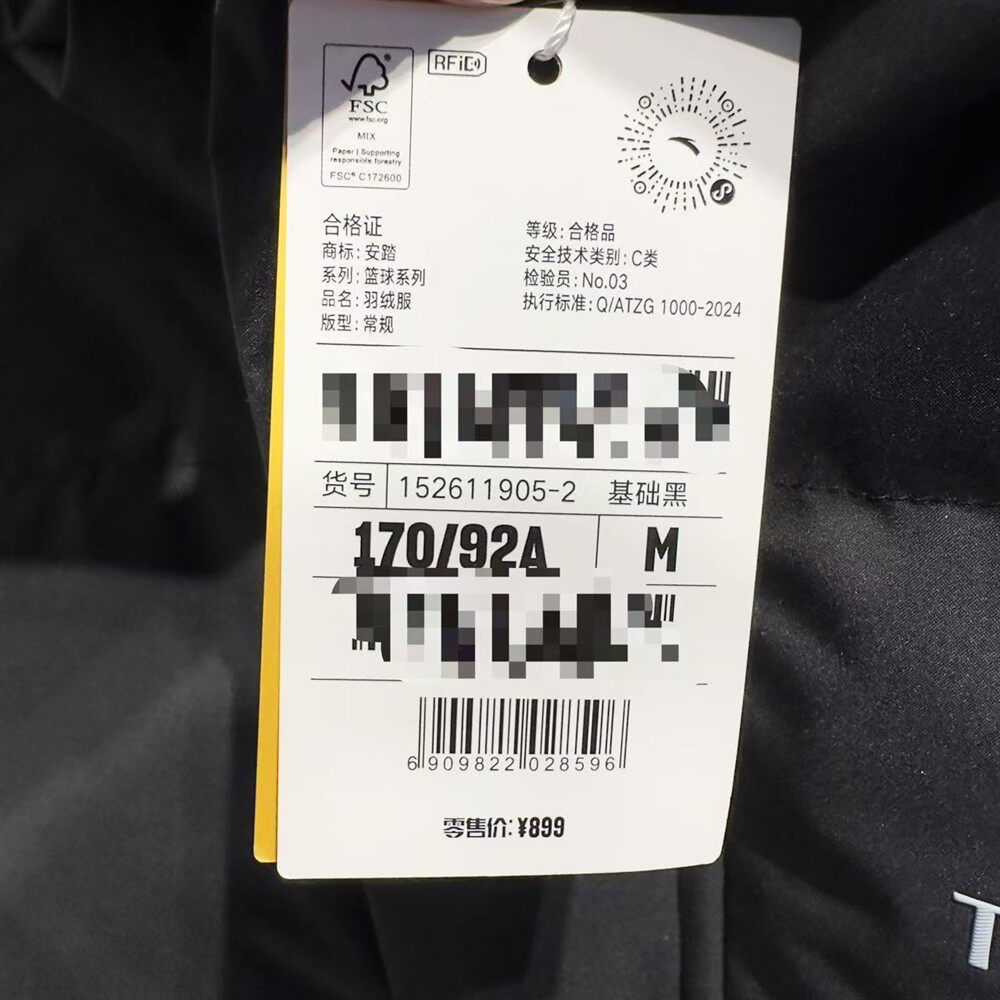 FSC
www.fsc.org
MIX
Paper | Supporting
responsible forestry
FSC® C172600
RFiD
合格证
商标:安踏
系列:篮球系列
品名:羽绒服
版型:常规
等级:合格品
安全技术类别:C类
检验员:No.03
执行标准:Q/ATZG 1000-2024
货号 152611905-2 基础黑
170/92A M
6 909822 028596
零售价:¥899
T